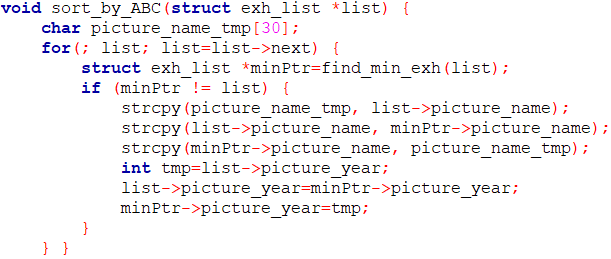 void sort_by_ABC(struct exh_list *list) {
    char picture_name_tmp[30];
    for(; list; list=list->next) {
        struct exh_list *minPtr=find_min_exh(list);
        if (minPtr != list) {
            strcpy(picture_name_tmp, list->picture_name);
            strcpy(list->picture_name, minPtr->picture_name);
            strcpy(minPtr->picture_name, picture_name_tmp);
            int tmp=list->picture_year;
            list->picture_year=minPtr->picture_year;
            minPtr->picture_year=tmp;
        }
    } }